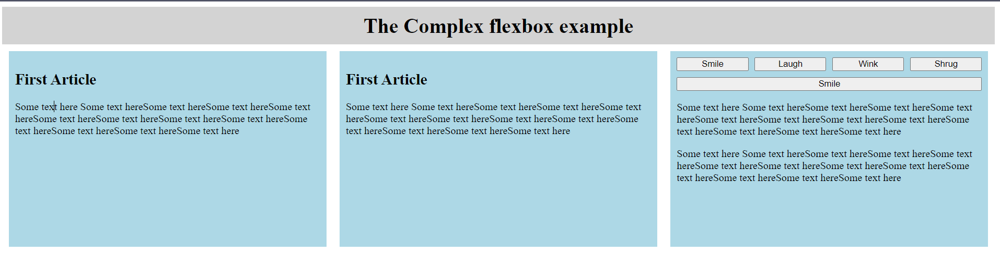 The Complex flexbox example
First Article
Some text here Some text hereSome text hereSome text hereSome text
hereSome text hereSome text hereSome text hereSome text hereSome
text hereSome text hereSome text hereSome text here
First Article
Some text here Some text hereSome text hereSome text hereSome text
hereSome text hereSome text hereSome text hereSome text hereSome
text hereSome text hereSome text hereSome text here
Smile Laugh Wink Shrug
Smile
Some text here Some text hereSome text hereSome text hereSome text
hereSome text hereSome text hereSome text hereSome text hereSome
text hereSome text hereSome text hereSome text here
Some text here Some text hereSome text hereSome text hereSome text
hereSome text hereSome text hereSome text hereSome text hereSome
text hereSome text hereSome text hereSome text here